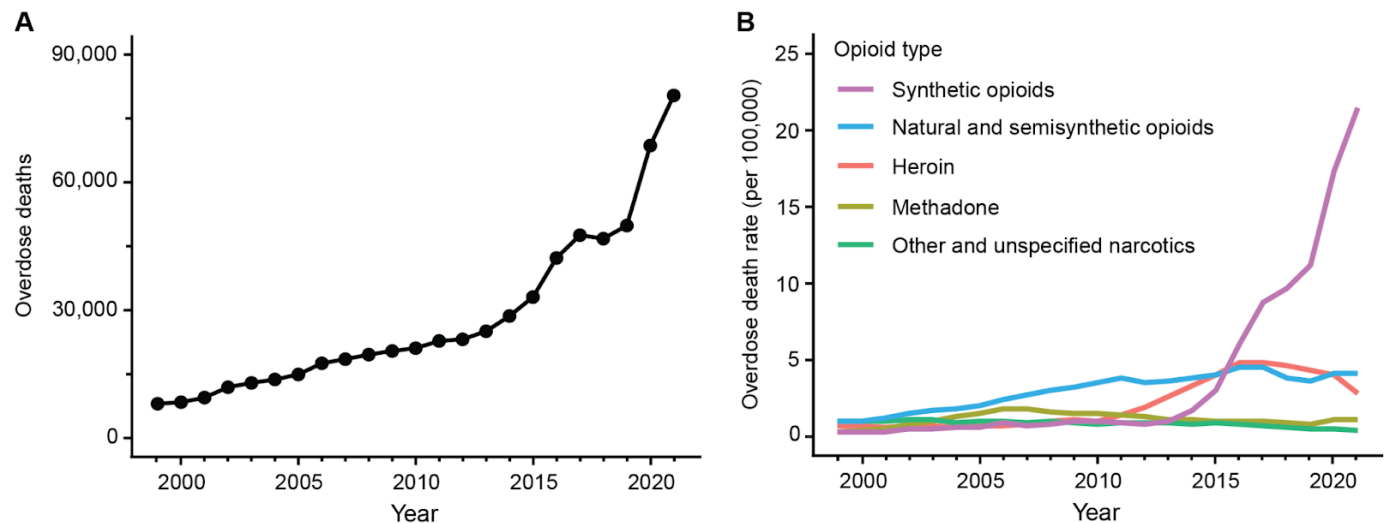 A
Overdose deaths
90,000
60,000
30,000
0
2000 2005 2010 2015 2020
Year
B
Overdose death rate (per 100,000)
25
20
15
10
5
0
Opioid type
Synthetic opioids
Natural and semisynthetic opioids
Heroin
Methadone
Other and unspecified narcotics
2000 2005 2010 2015 2020
Year